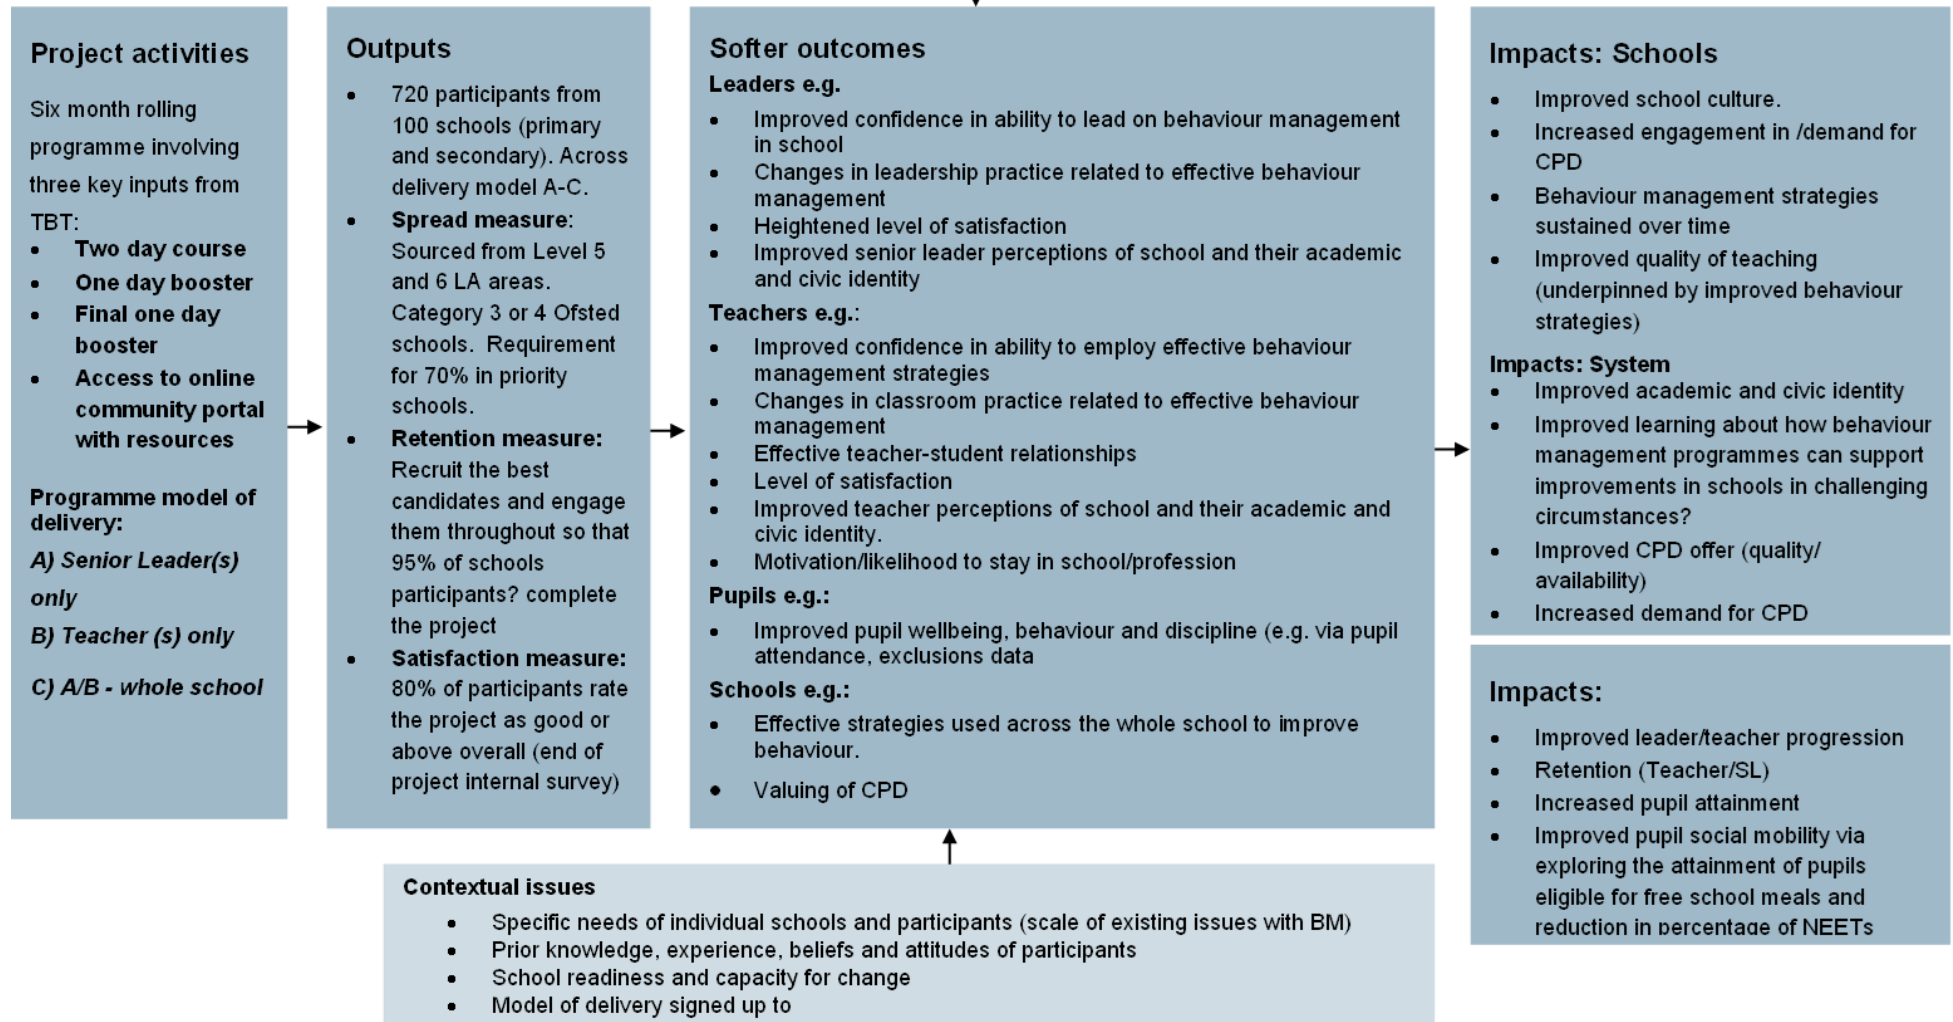 Project activities
Six month rolling
programme involving
three key inputs from
TBT:
• Two day course
• One day booster
• Final one day
booster
• Access to online
community portal
with resources
Programme model of
delivery:
A) Senior Leader(s)
only
B) Teacher (s) only
C) A/B - whole school
Outputs
• 720 participants from
100 schools (primary
and secondary). Across
delivery model A-C.
• Spread measure:
Sourced from Level 5
and 6 LA areas.
Category 3 or 4 Ofsted
schools. Requirement
for 70% in priority
schools.
• Retention measure:
Recruit the best
candidates and engage
them throughout so that
95% of schools
participants? complete
the project
• Satisfaction measure:
80% of participants rate
the project as good or
above overall (end of
project internal survey)
Softer outcomes
Leaders e.g.
• Improved confidence in ability to lead on behaviour management
in school
• Changes in leadership practice related to effective behaviour
management
• Heightened level of satisfaction
• Improved senior leader perceptions of school and their academic
and civic identity
Teachers e.g.:
• Improved confidence in ability to employ effective behaviour
management strategies
• Changes in classroom practice related to effective behaviour
management
• Effective teacher-student relationships
• Level of satisfaction
• Improved teacher perceptions of school and their academic and
civic identity.
• Motivation/likelihood to stay in school/profession
Pupils e.g.:
• Improved pupil wellbeing, behaviour and discipline (e.g. via pupil
attendance, exclusions data
Schools e.g.:
• Effective strategies used across the whole school to improve
behaviour.
• Valuing of CPD
Impacts: Schools
• Improved school culture.
• Increased engagement in /demand for
CPD
• Behaviour management strategies
sustained over time
• Improved quality of teaching
(underpinned by improved behaviour
strategies)
Impacts: System
• Improved academic and civic identity
• Improved learning about how behaviour
management programmes can support
improvements in schools in challenging
circumstances?
• Improved CPD offer (quality/
availability)
• Increased demand for CPD
Impacts:
• Improved leader/teacher progression
• Retention (Teacher/SL)
• Increased pupil attainment
• Improved pupil social mobility via
exploring the attainment of pupils
eligible for free school meals and
reduction in percentage of NEETs
Contextual issues
• Specific needs of individual schools and participants (scale of existing issues with BM)
• Prior knowledge, experience, beliefs and attitudes of participants
• School readiness and capacity for change
• Model of delivery signed up to